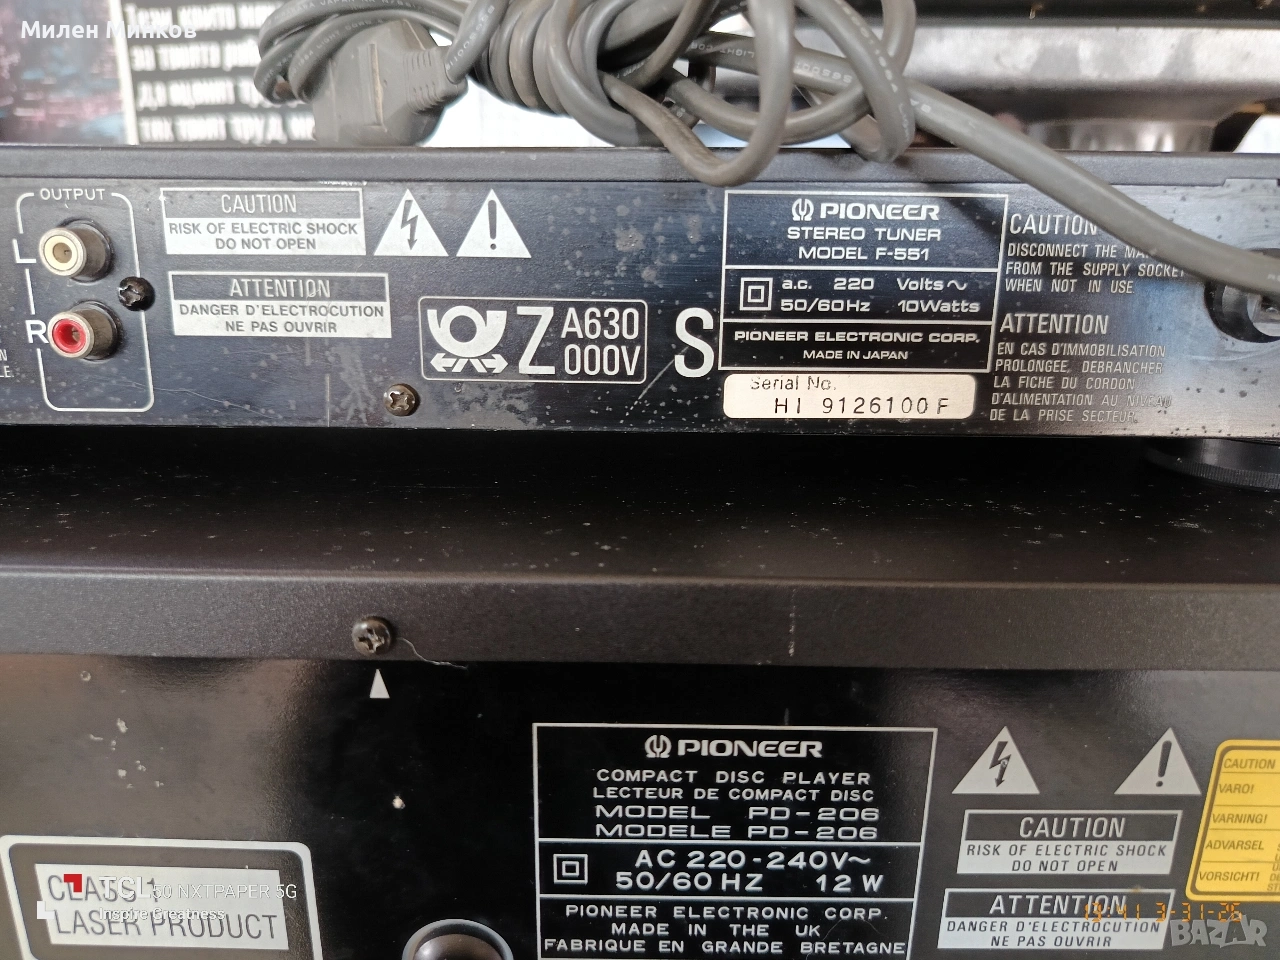 Милен Минков
OUTPUT
L
R
CAUTION
RISK OF ELECTRIC SHOCK
DO NOT OPEN
ATTENTION
DANGER D'ELECTROCUTION
NE PAS OUVRIR
Z A630
000V
S
PIONEER
STEREO TUNER
MODEL F-551
a.c. 220 Volts~
50/60Hz 10Watts
PIONEER ELECTRONIC CORP.
MADE IN JAPAN
Serial No.
HI 9126100F
CAUTION
DISCONNECT THE
FROM THE SUPPLY SOCKET
WHEN NOT IN USE
ATTENTION
EN CAS D'IMMOBILISATION
PROLONGEE, DEBRANCHER
LA FICHE DU CORDON
D'ALIMENTATION AU NIVEAU
DE LA PRISE SECTEUR
PIONEER
COMPACT DISC PLAYER
LECTEUR DE COMPACT DISC
MODEL PD-206
MODELE PD-206
AC 220-240V~
50/60 HZ 12 W
PIONEER ELECTRONIC CORP.
MADE IN THE UK
FABRIQUE EN GRANDE BRETAGNE
CAUTION
RISK OF ELECTRIC SHOCK
DO NOT OPEN
ATTENTION
DANGER D'ELECTROCUTION
NE PAS OUVRIR
CAUTION
VARO!
VARNING!
ADVARSEL
VORSICHT!
CLASS 1
LASER PRODUCT
TCL 50 NXTPAPER 5G
Inspire Greatness
13:41 3-31-26
BAZAR